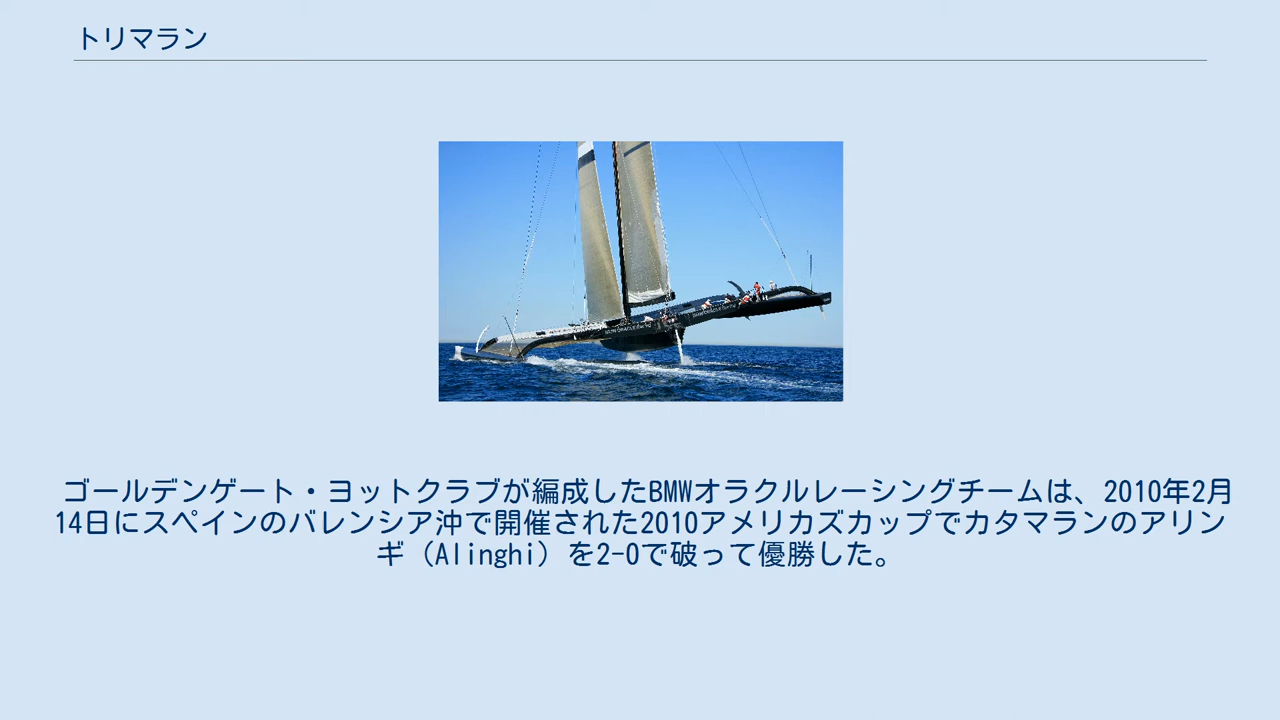 トリマラン
ゴールデンゲート・ヨットクラブが編成したBMWオラクルレーシングチームは、2010年2月
14日にスペインのバレンシア沖で開催された2010アメリカズカップでカタマランのアリン
ギ（Alinghi）を2-0で破って優勝した。